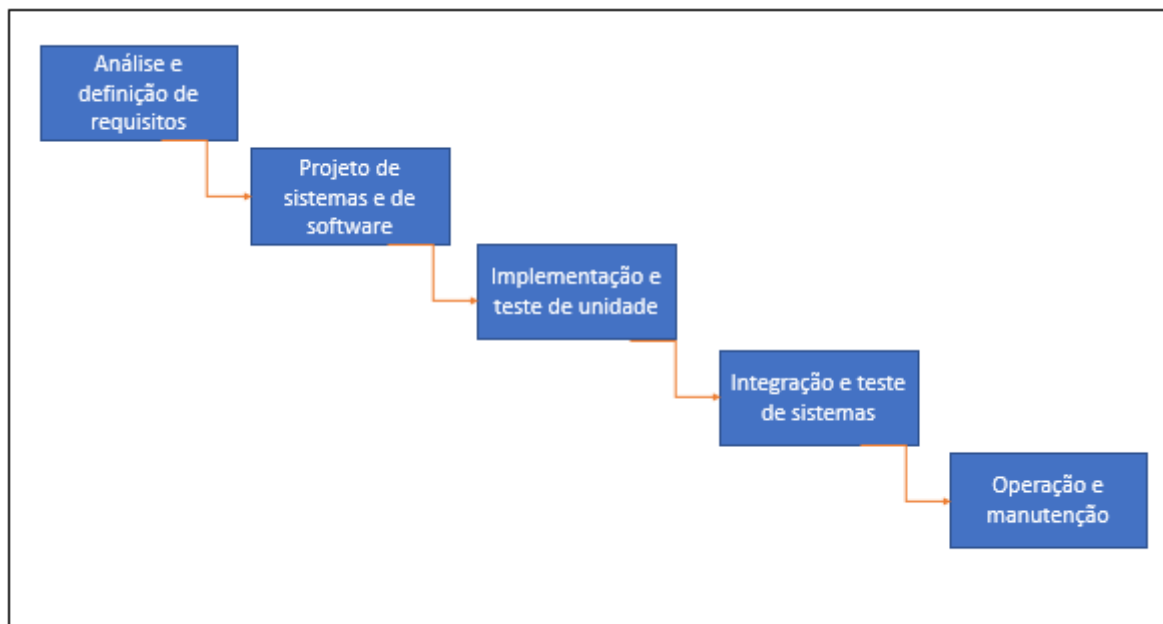 Análise e
definição de
requisitos
Projeto de
sistemas e de
software
Implementação e
teste de unidade
Integração e teste
de sistemas
Operação e
manutenção